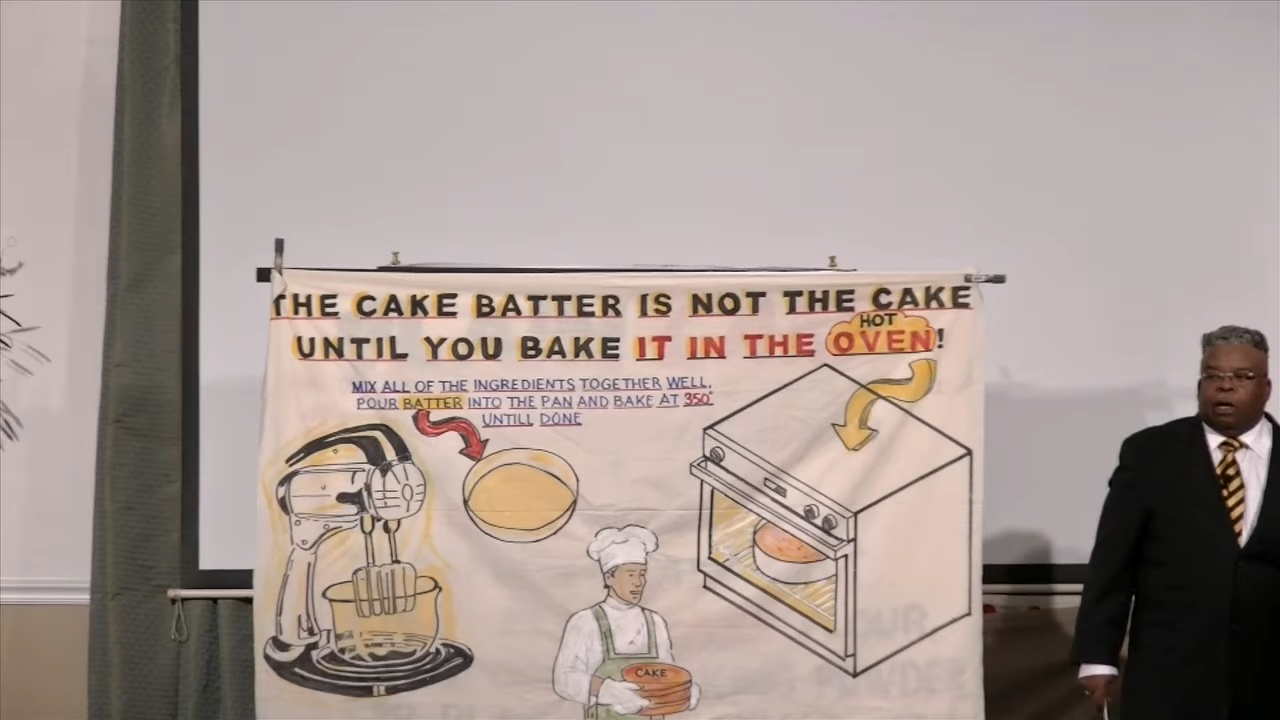 THE CAKE BATTER IS NOT THE CAKE
UNTIL YOU BAKE IT IN THE HOT OVEN!
MIX ALL OF THE INGREDIENTS TOGETHER WELL.
POUR BATTER INTO THE PAN AND BAKE AT 350°
UNTILL DONE
CAKE